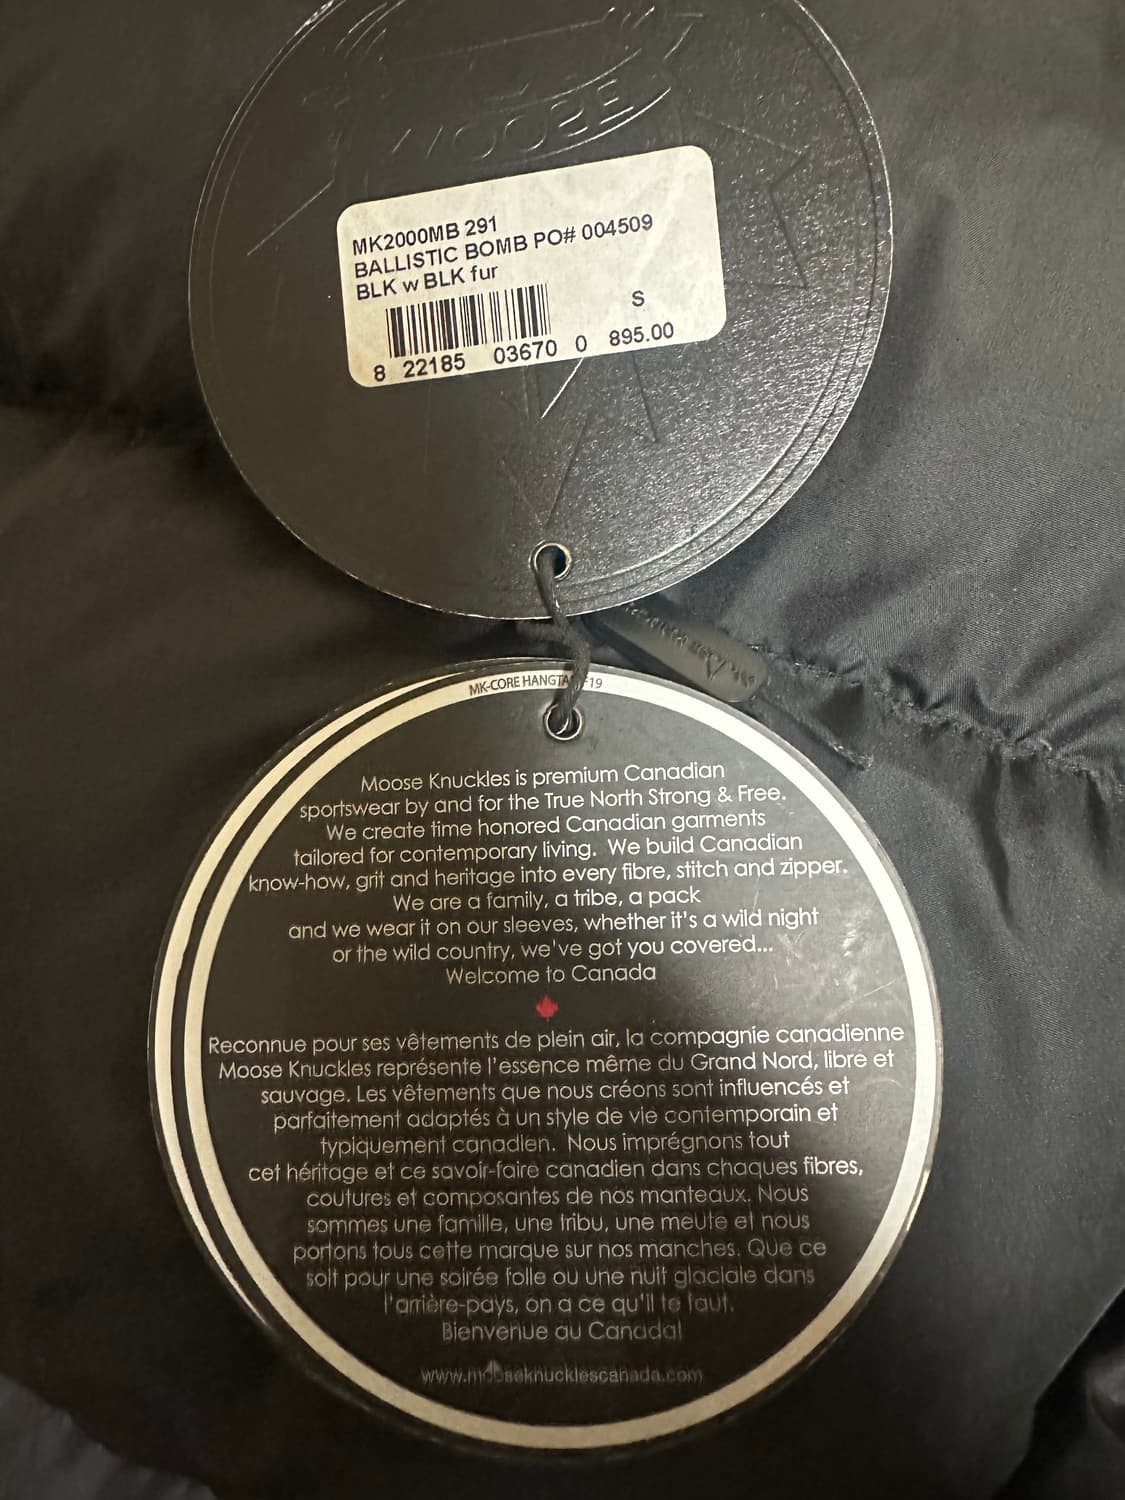 MOOSE
MK2000MB 291
BALLISTIC BOMB PO# 004509
BLK w BLK fur
S
8 22185 03670 0 895.00
MK-CORE HANGTA F19
Moose Knuckles is premium Canadian
sportswear by and for the True North Strong & Free.
We create time honored Canadian garments
tailored for contemporary living. We build Canadian
know-how, grit and heritage into every fibre, stitch and zipper.
We are a family, a tribe, a pack
and we wear it on our sleeves, whether it's a wild night
or the wild country, we've got you covered...
Welcome to Canada
Reconnue pour ses vêtements de plein air, la compagnie canadienne
Moose Knuckles représente l'essence même du Grand Nord, libre et
sauvage. Les vêtements que nous créons sont influencés et
parfaitement adaptés à un style de vie contemporain et
typiquement canadien. Nous imprégnons tout
cet héritage et ce savoir-faire canadien dans chaques fibres,
coutures et composantes de nos manteaux. Nous
sommes une famille, une tribu, une meute et nous
portons tous cette marque sur nos manches. Que ce
soit pour une soirée folle ou une nuit glaciale dans
l'arrière-pays, on a ce qu'il te faut.
Bienvenue au Canada!
www.mooseknucklescanada.com